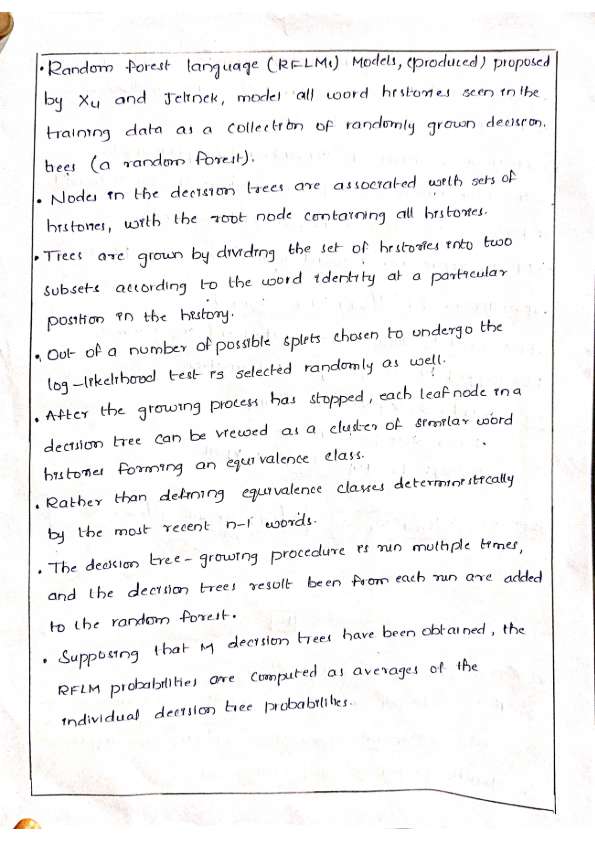 • Random forest language (RFLMs) Models, (produced) proposed
by Xu and Jelinek, model all word histories seen in the
training data as a collection of randomly grown decision.
trees (a random forest).
• Nodes in the decision trees are associated with sets of
histories, with the root node containing all histories.
• Trees are grown by dividing the set of histories into two
subsets according to the word identity at a particular
position in the history.
• Out of a number of possible splits chosen to undergo the
log-likelihood test is selected randomly as well.
• After the growing process has stopped, each leaf node in a
decision tree can be viewed as a cluster of similar word
histories forming an equivalence class.
• Rather than defining equivalence classes deterministically
by the most recent n-1 words.
• The decision tree-growing procedure is run multiple times,
and the decision trees result been from each run are added
to the random forest.
• Supposing that M decision trees have been obtained, the
RFLM probabilities are computed as averages of the
individual decision tree probabilities.